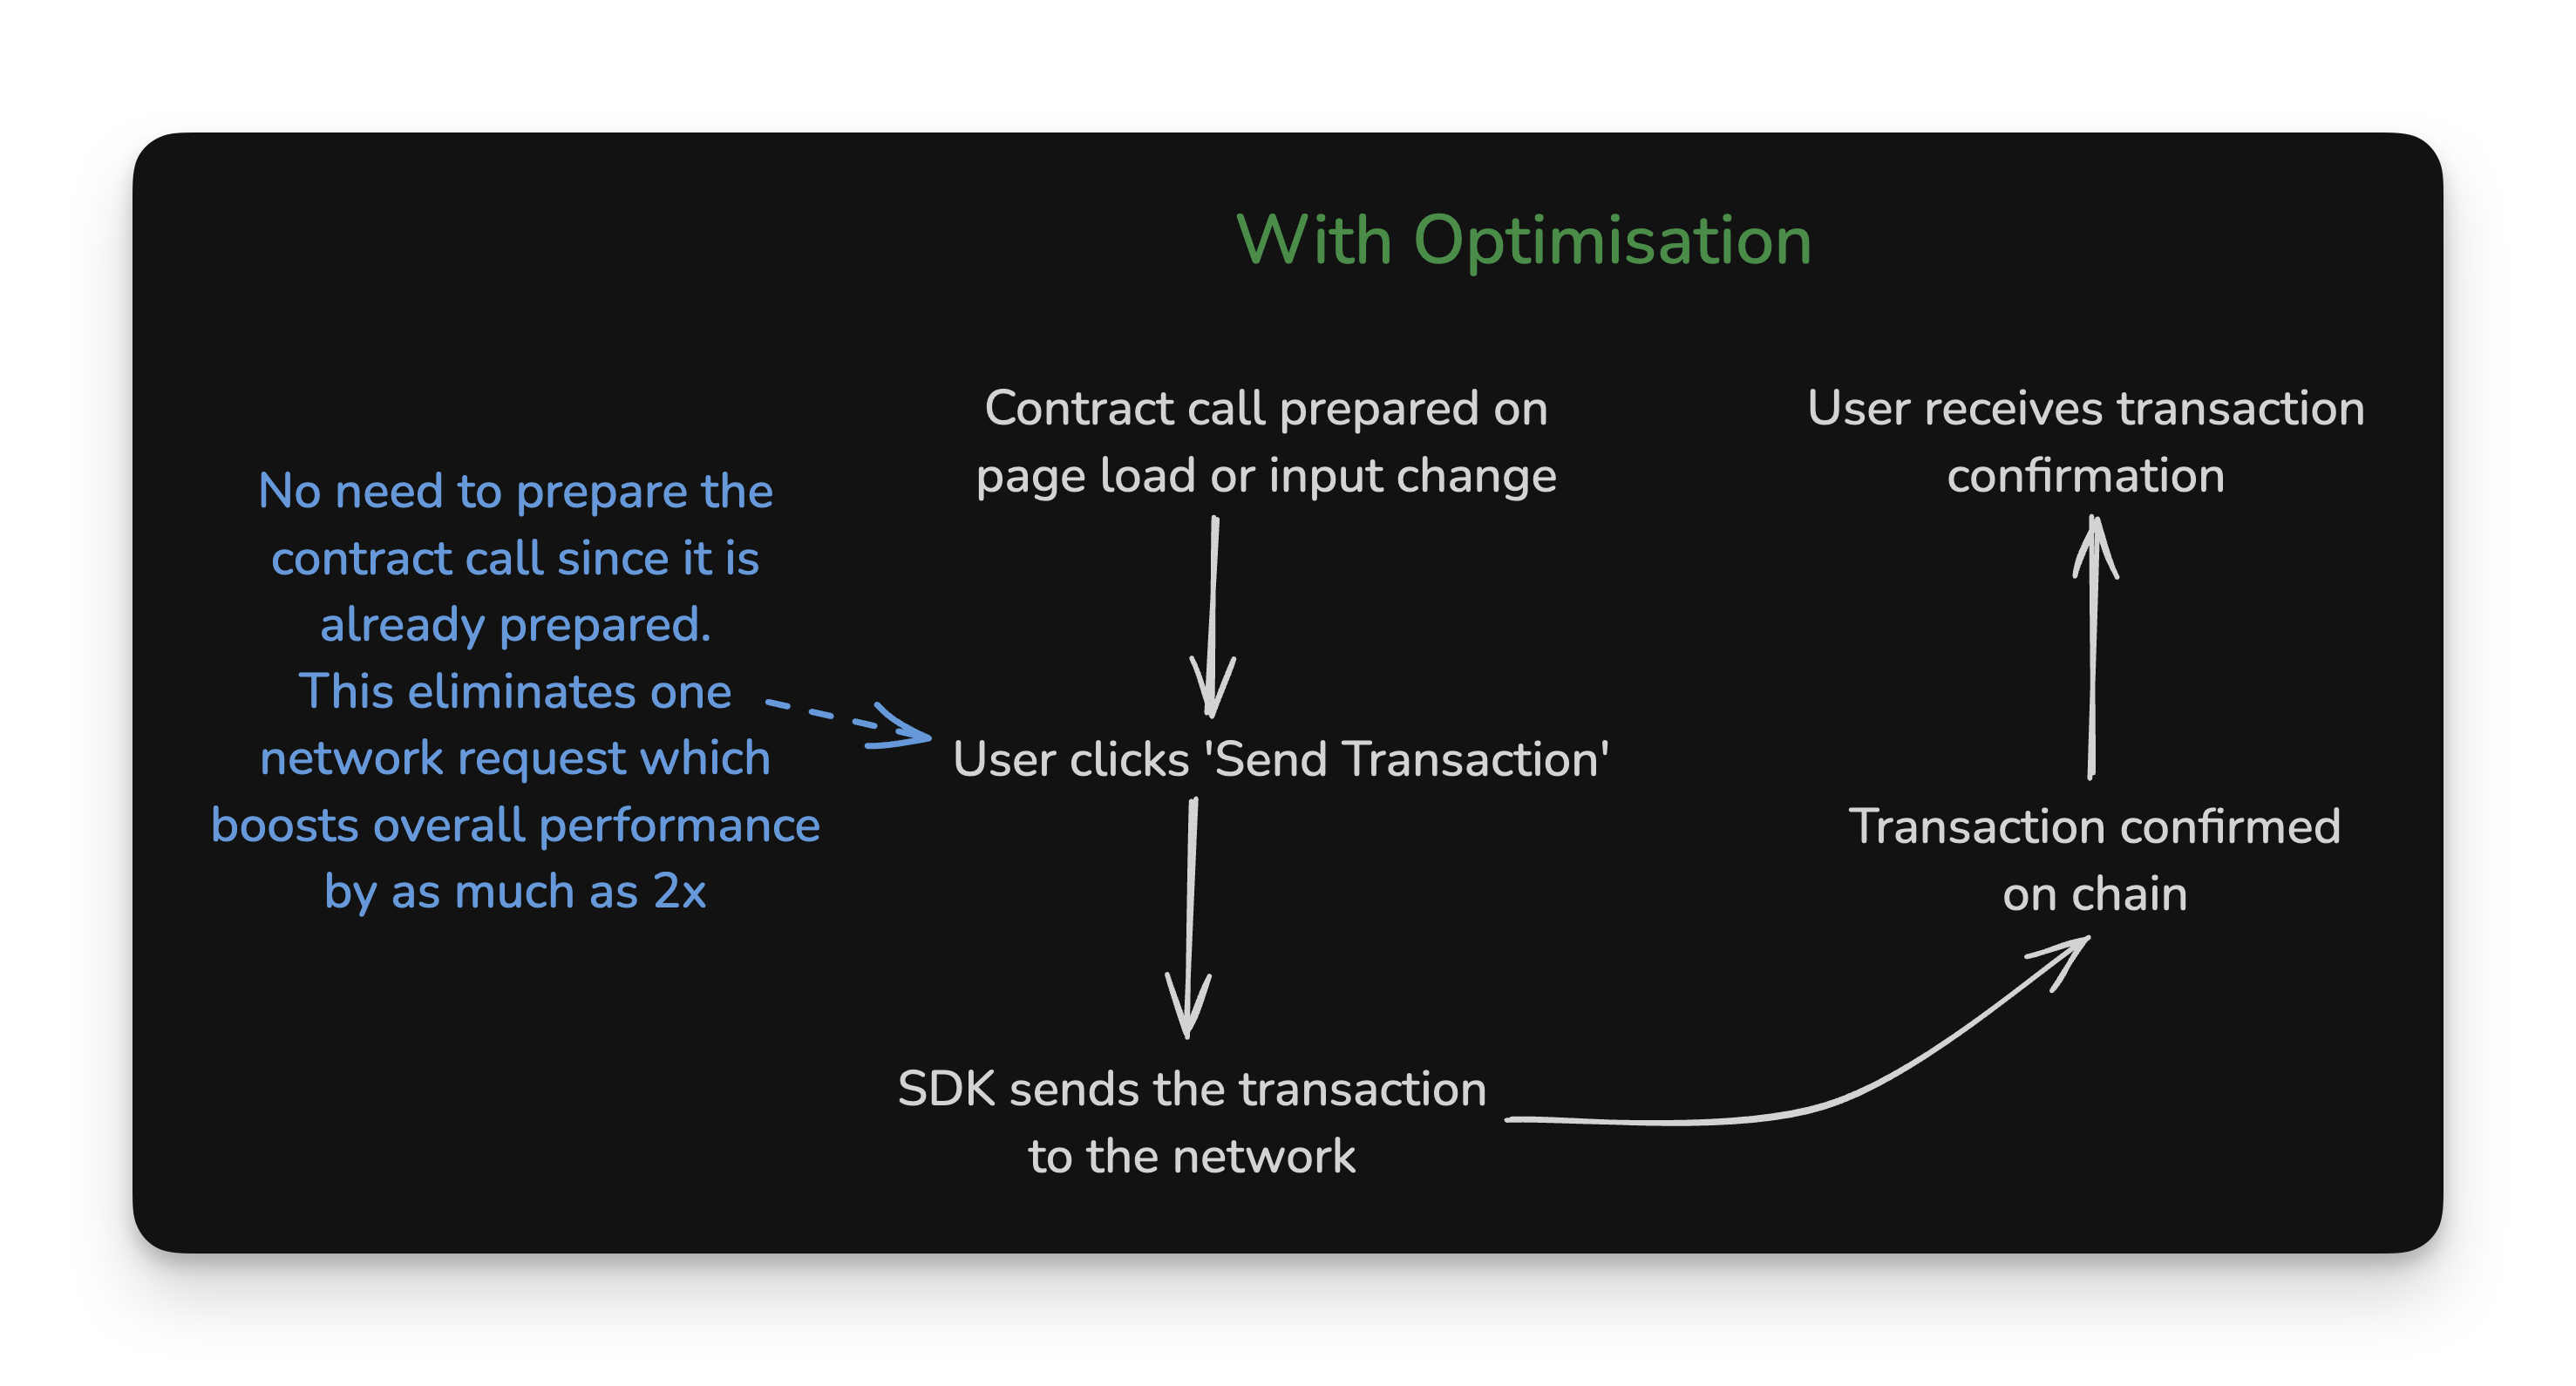 With Optimisation
No need to prepare the
contract call since it is
already prepared.
This eliminates one
network request which
boosts overall performance
by as much as 2x
Contract call prepared on
page load or input change
User clicks 'Send Transaction'
SDK sends the transaction
to the network
Transaction confirmed
on chain
User receives transaction
confirmation